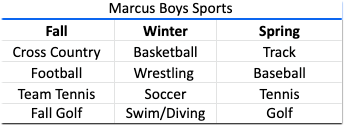 Marcus Boys Sports
Fall Winter Spring
Cross Country Basketball Track
Football Wrestling Baseball
Team Tennis Soccer Tennis
Fall Golf Swim/Diving Golf